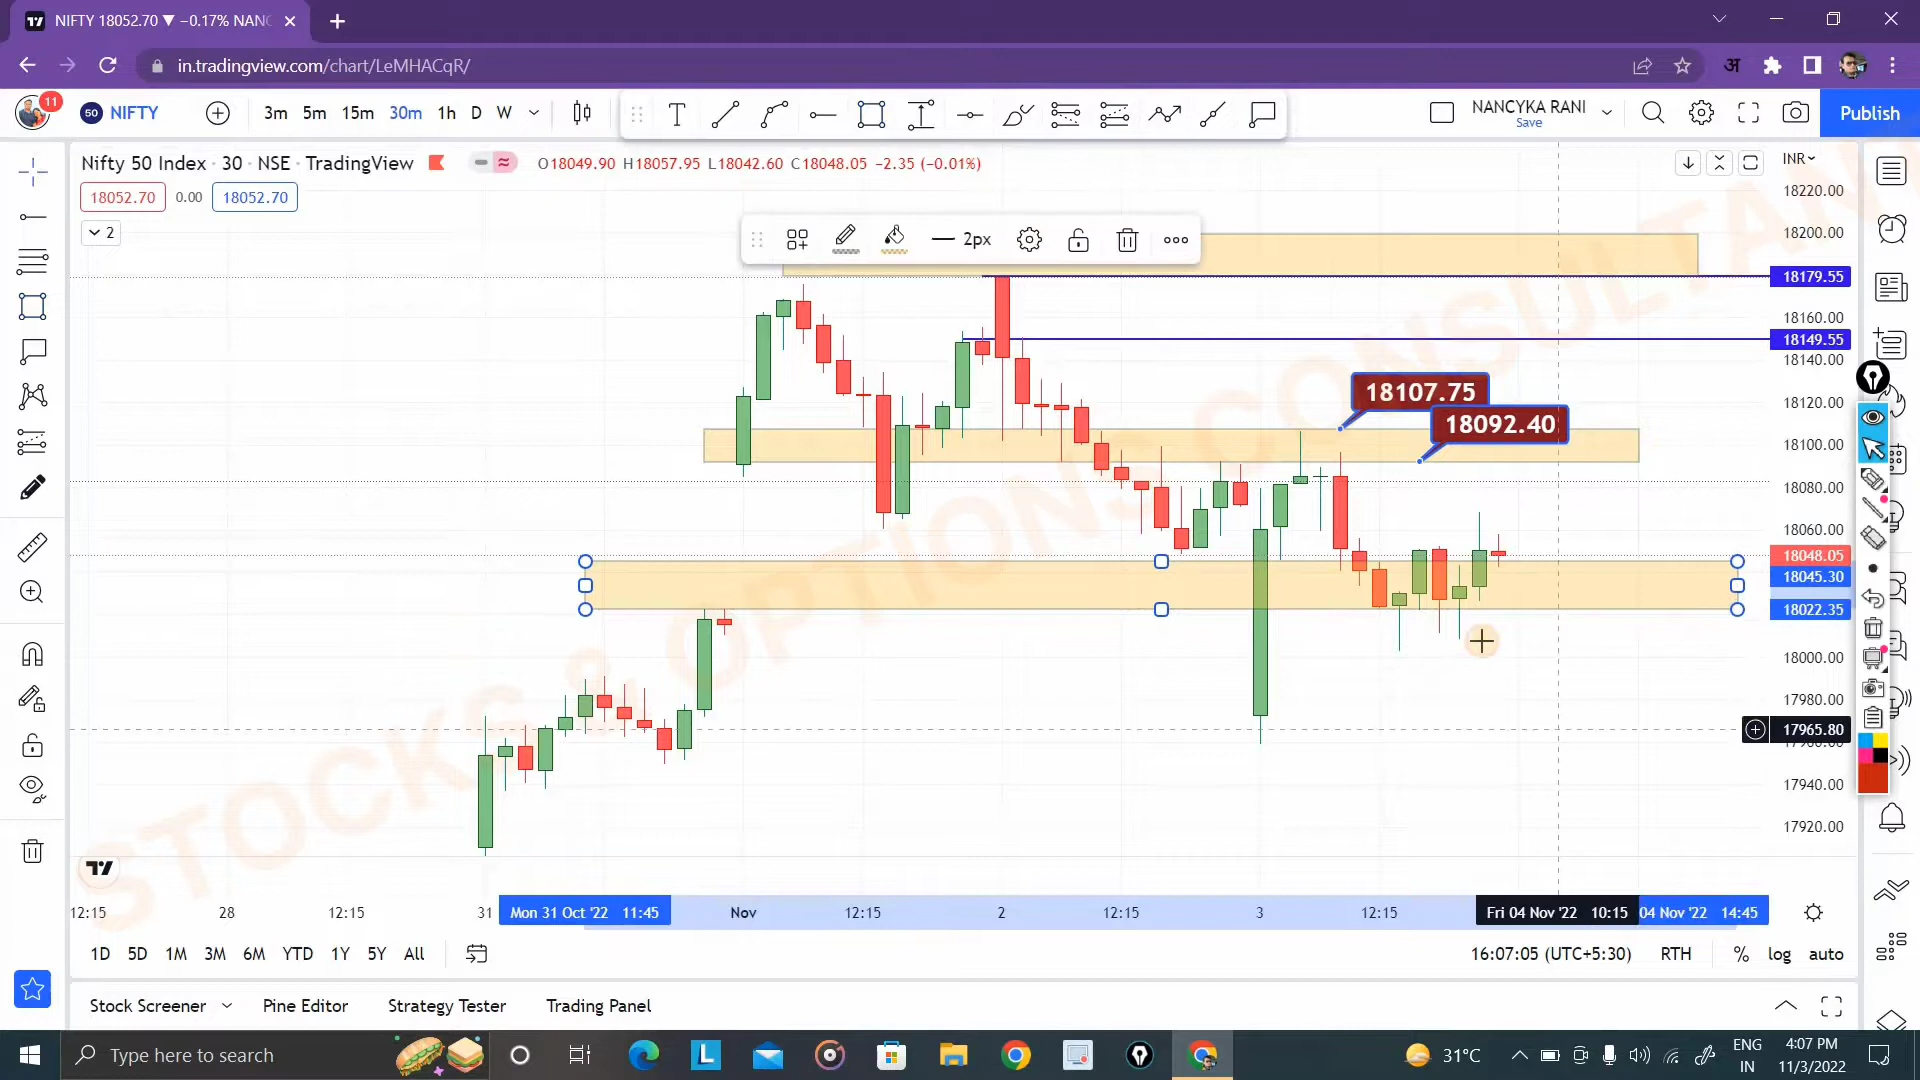 NIFTY 18052.70 ▼ −0.17% NANC
in.tradingview.com/chart/LeMHACqR/
अ
11
50 NIFTY
3m 5m 15m 30m 1h D W
NANCYKA RANI
Save
Publish
Nifty 50 Index · 30 · NSE · TradingView
O18049.90 H18057.95 L18042.60 C18048.05 −2.35 (−0.01%)
INR
18052.70 0.00 18052.70
2
2px
18220.00
18200.00
18179.55
18160.00
18149.55
18140.00
18120.00
18100.00
18080.00
18060.00
18048.05
18045.30
18022.35
18000.00
17980.00
17965.80
17960.00
17940.00
17920.00
18107.75
18092.40
STOCKS & OPTIONS CONSULTANT
12:15 28 12:15 31 Mon 31 Oct '22 11:45 Nov 12:15 2 12:15 3 12:15 Fri 04 Nov '22 10:15 04 Nov '22 14:45
1D 5D 1M 3M 6M YTD 1Y 5Y All
16:07:05 (UTC+5:30) RTH % log auto
Stock Screener Pine Editor Strategy Tester Trading Panel
Type here to search
L
31°C
ENG
IN
4:07 PM
11/3/2022